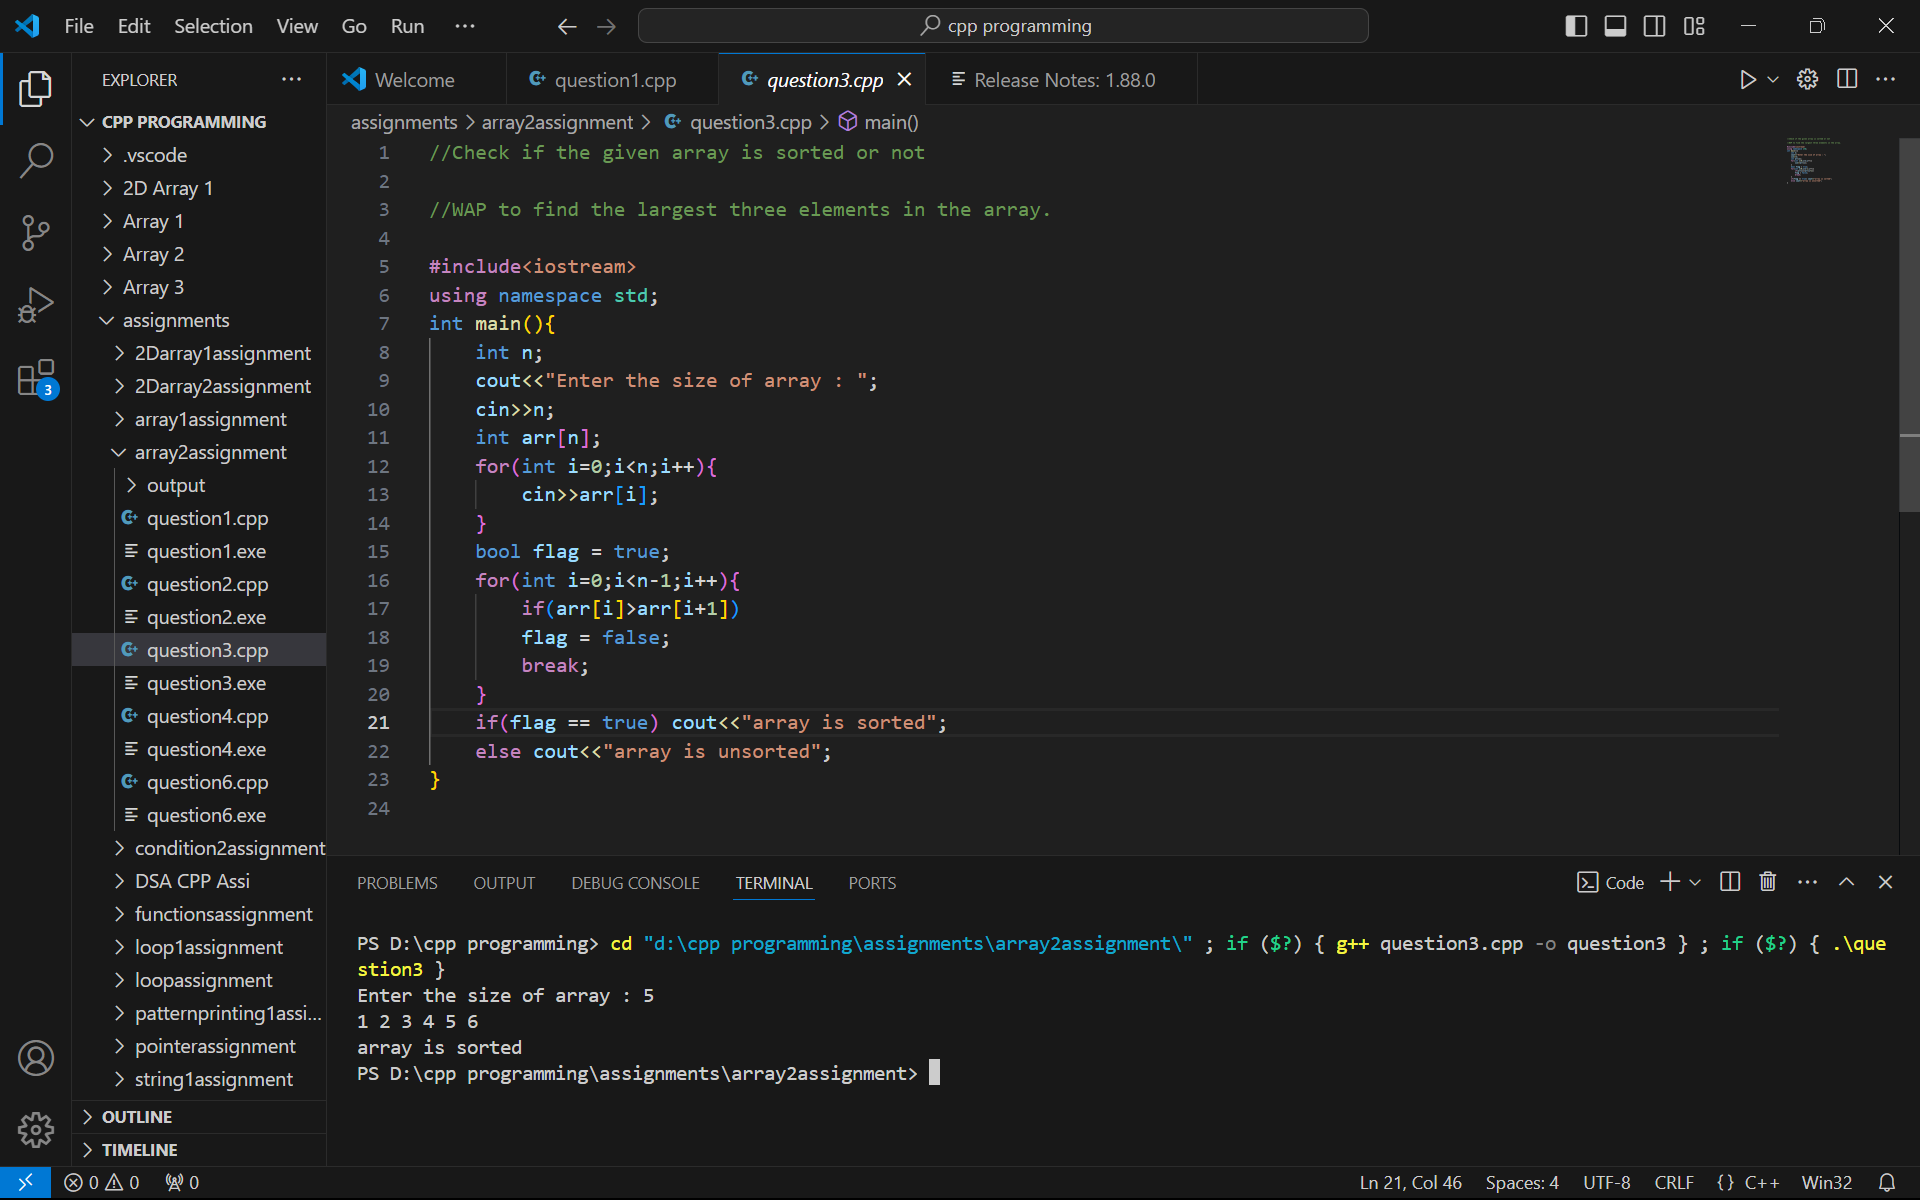 File Edit Selection View Go Run ··· cpp programming
EXPLORER ···
Welcome question1.cpp question3.cpp Release Notes: 1.88.0
assignments > array2assignment > question3.cpp > main()
CPP PROGRAMMING
.vscode
2D Array 1
Array 1
Array 2
Array 3
assignments
2Darray1assignment
2Darray2assignment
array1assignment
array2assignment
output
question1.cpp
question1.exe
question2.cpp
question2.exe
question3.cpp
question3.exe
question4.cpp
question4.exe
question6.cpp
question6.exe
condition2assignment
DSA CPP Assi
functionsassignment
loop1assignment
loopassignment
patternprinting1assi...
pointerassignment
string1assignment
OUTLINE
TIMELINE
3
1 //Check if the given array is sorted or not
2
3 //WAP to find the largest three elements in the array.
4
5 #include<iostream>
6 using namespace std;
7 int main(){
8 int n;
9 cout<<"Enter the size of array : ";
10 cin>>n;
11 int arr[n];
12 for(int i=0;i<n;i++){
13 cin>>arr[i];
14 }
15 bool flag = true;
16 for(int i=0;i<n-1;i++){
17 if(arr[i]>arr[i+1])
18 flag = false;
19 break;
20 }
21 if(flag == true) cout<<"array is sorted";
22 else cout<<"array is unsorted";
23 }
24
PROBLEMS OUTPUT DEBUG CONSOLE TERMINAL PORTS Code
PS D:\cpp programming> cd "d:\cpp programming\assignments\array2assignment\" ; if ($?) { g++ question3.cpp -o question3 } ; if ($?) { .\que
stion3 }
Enter the size of array : 5
1 2 3 4 5 6
array is sorted
PS D:\cpp programming\assignments\array2assignment>
0 0 0 Ln 21, Col 46 Spaces: 4 UTF-8 CRLF {} C++ Win32